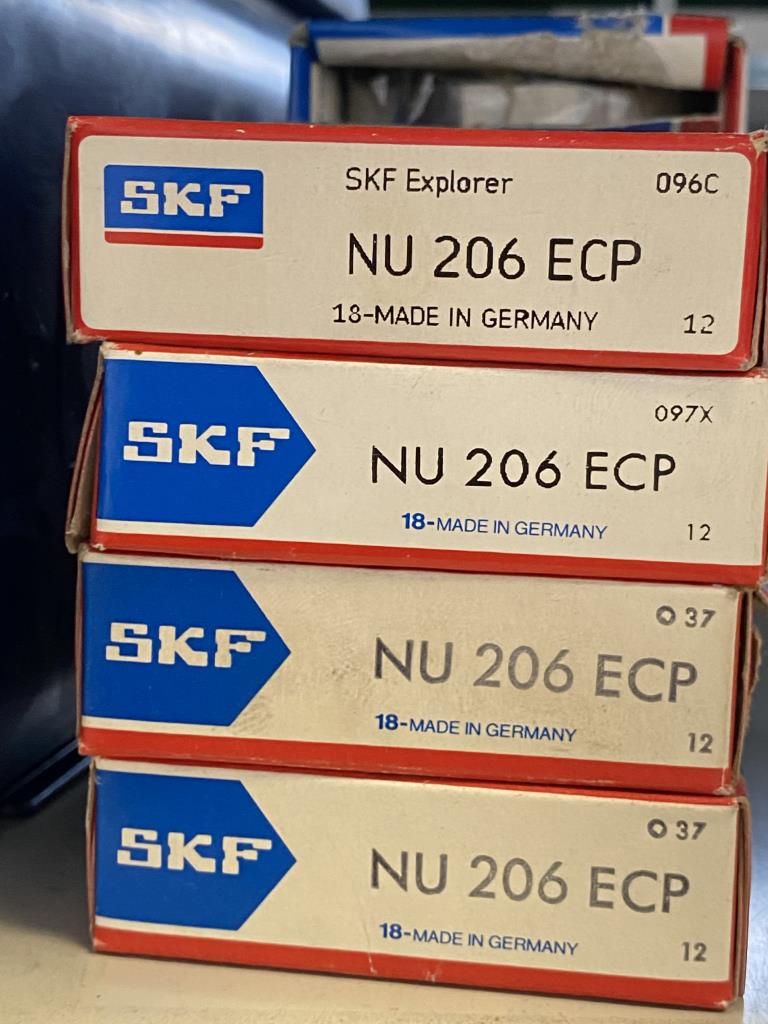 SKF
SKF Explorer 096C
NU 206 ECP
18-MADE IN GERMANY 12
SKF
097X
NU 206 ECP
18-MADE IN GERMANY 12
SKF
O 37
NU 206 ECP
18-MADE IN GERMANY 12
SKF
O 37
NU 206 ECP
18-MADE IN GERMANY 12